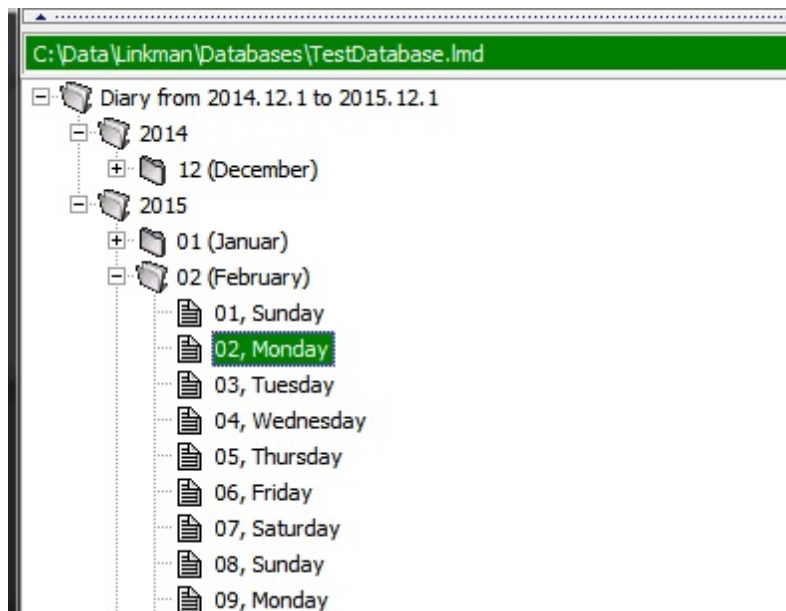 C:\Data\Linkman\Databases\TestDatabase.lmd
Diary from 2014.12.1 to 2015.12.1
2014
12 (December)
2015
01 (Januar)
02 (February)
01, Sunday
02, Monday
03, Tuesday
04, Wednesday
05, Thursday
06, Friday
07, Saturday
08, Sunday
09, Monday